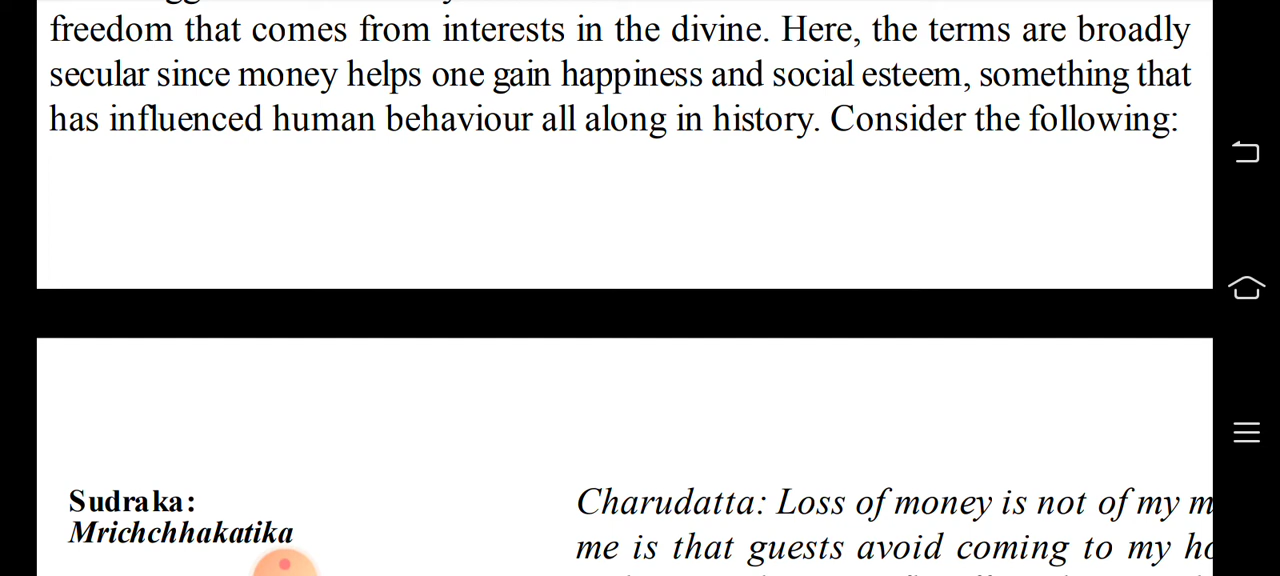 freedom that comes from interests in the divine. Here, the terms are broadly
secular since money helps one gain happiness and social esteem, something that
has influenced human behaviour all along in history. Consider the following:
Sudraka:
Mrichchhakatika
Charudatta: Loss of money is not of my
me is that guests avoid coming to my